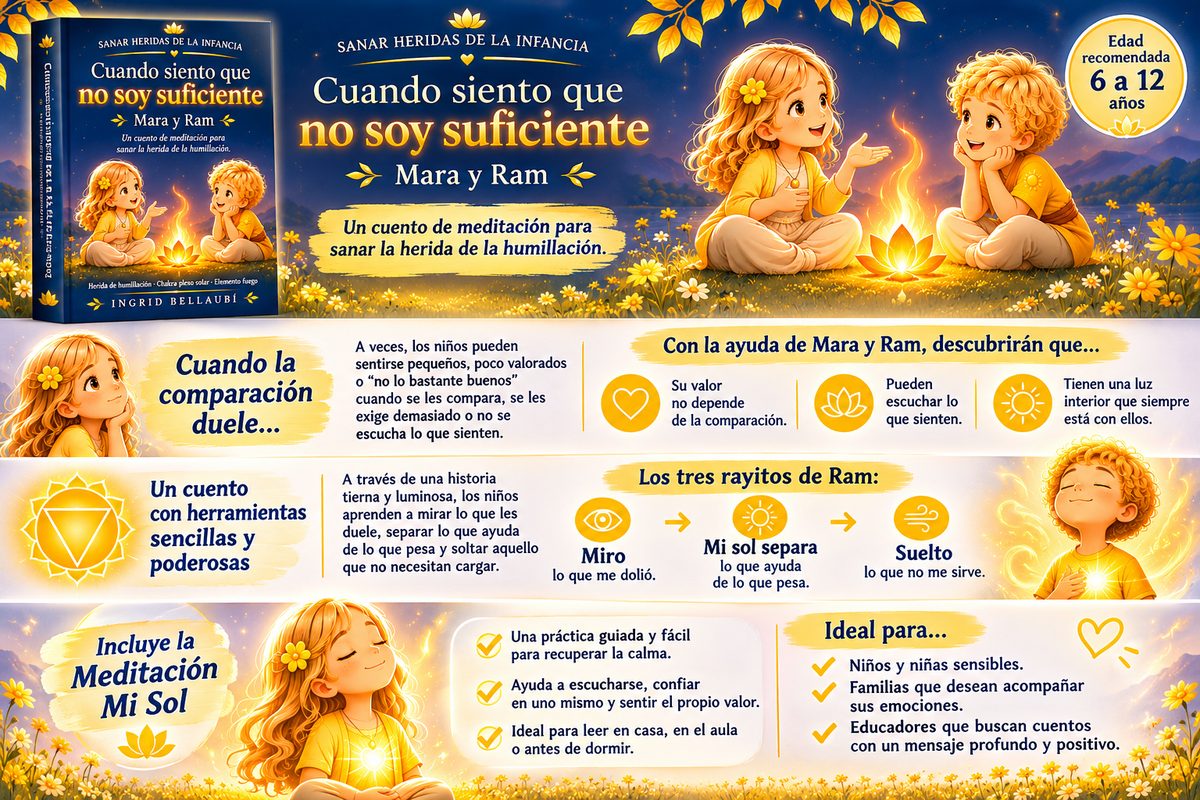 SANAR HERIDAS DE LA INFANCIA
Cuando siento que
no soy suficiente
Mara y Ram
Un cuento de meditación para
sanar la herida de la humillación.
Herida de humillación · Chakra plexo solar · Elemento fuego
INGRID BELLAUBÍ
SANAR HERIDAS DE LA INFANCIA
Cuando siento que
no soy suficiente
Mara y Ram
Un cuento de meditación para
sanar la herida de la humillación.
Edad
recomendada
6 a 12
años
Cuando la
comparación
duele...
A veces, los niños pueden
sentirse pequeños, poco valorados
o “no lo bastante buenos”
cuando se les compara, se les
exige demasiado o no se
escucha lo que sienten.
Con la ayuda de Mara y Ram, descubrirán que...
Su valor
no depende
de la comparación.
Pueden
escuchar lo
que sienten.
Tienen una luz
interior que siempre
está con ellos.
Un cuento
con herramientas
sencillas y
poderosas
A través de una historia
tierna y luminosa, los niños
aprenden a mirar lo que les
duele, separar lo que ayuda
de lo que pesa y soltar aquello
que no necesitan cargar.
Los tres rayitos de Ram:
Miro
lo que me dolió.
Mi sol separa
lo que ayuda
de lo que pesa.
Suelto
lo que no me sirve.
Incluye la
Meditación
Mi Sol
Una práctica guiada y fácil
para recuperar la calma.
Ayuda a escucharse, confiar
en uno mismo y sentir el propio valor.
Ideal para leer en casa, en el aula
o antes de dormir.
Ideal para...
Niños y niñas sensibles.
Familias que desean acompañar
sus emociones.
Educadores que buscan cuentos
con un mensaje profundo y positivo.